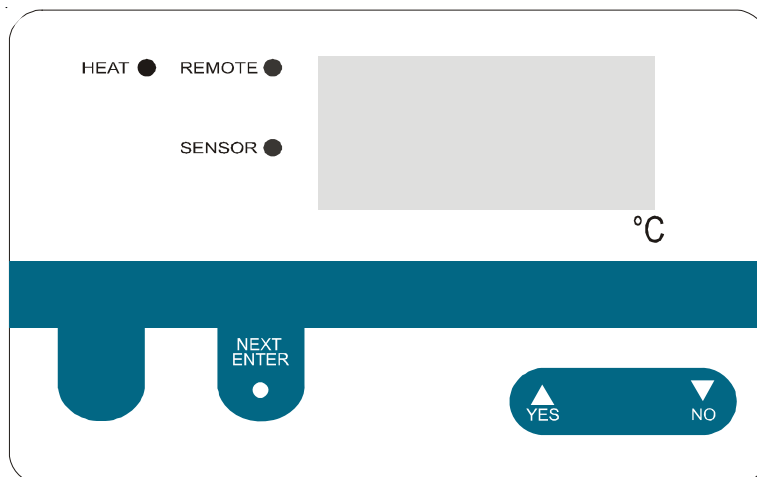 HEAT REMOTE
SENSOR
°C
NEXT
ENTER
YES NO